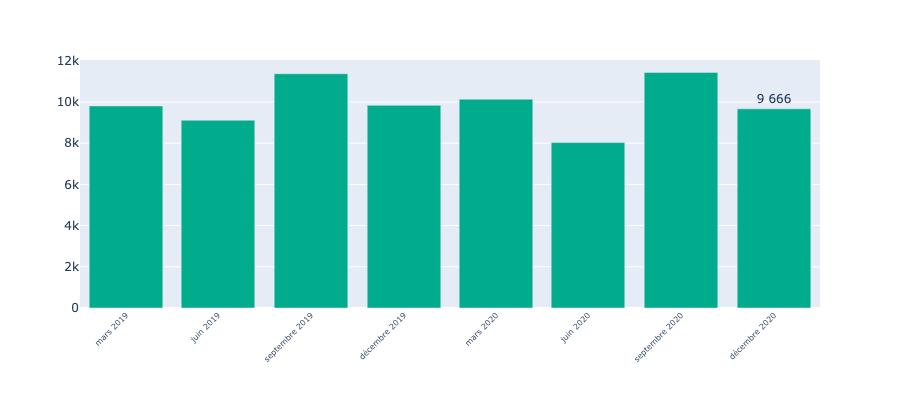 12k
10k
8k
6k
4k
2k
0
9 666
mars 2019
juin 2019
septembre 2019
décembre 2019
mars 2020
juin 2020
septembre 2020
décembre 2020